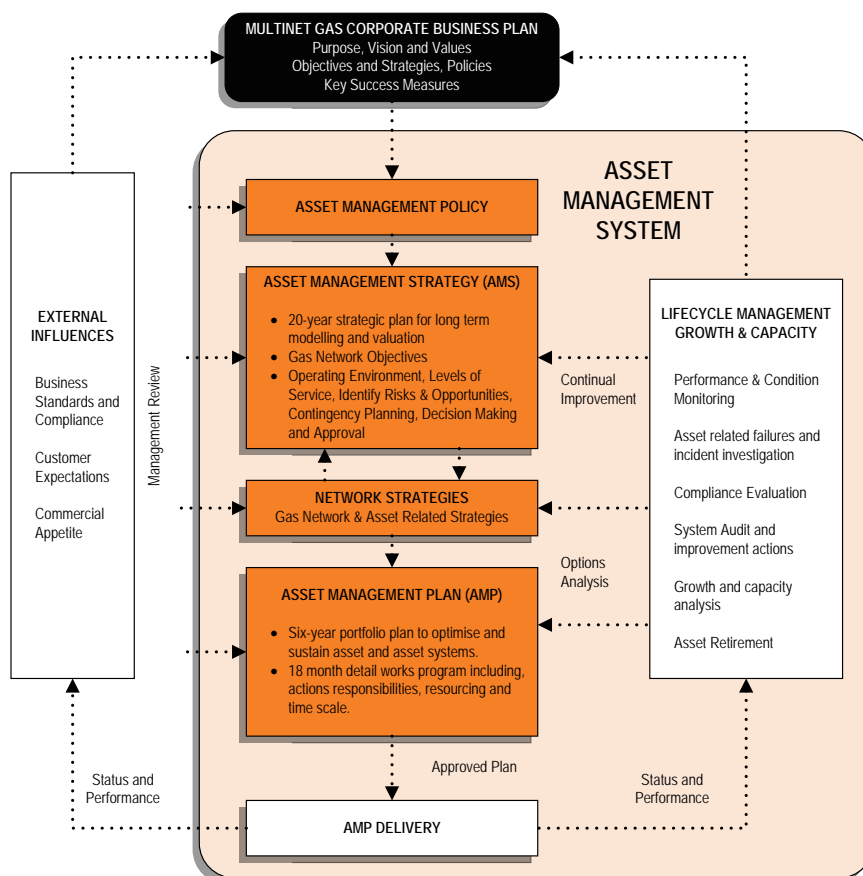 MULTINET GAS CORPORATE BUSINESS PLAN
Purpose, Vision and Values
Objectives and Strategies, Policies
Key Success Measures
ASSET
MANAGEMENT
SYSTEM
ASSET MANAGEMENT POLICY
ASSET MANAGEMENT STRATEGY (AMS)
• 20-year strategic plan for long term
modelling and valuation
• Gas Network Objectives
• Operating Environment, Levels of
Service, Identify Risks & Opportunities,
Contingency Planning, Decision Making
and Approval
EXTERNAL
INFLUENCES
Business
Standards and
Compliance
Customer
Expectations
Commercial
Appetite
Management Review
Continual
Improvement
LIFECYCLE MANAGEMENT
GROWTH & CAPACITY
Performance & Condition
Monitoring
Asset related failures and
incident investigation
Compliance Evaluation
System Audit and
improvement actions
Growth and capacity
analysis
Asset Retirement
NETWORK STRATEGIES
Gas Network & Asset Related Strategies
Options
Analysis
ASSET MANAGEMENT PLAN (AMP)
• Six-year portfolio plan to optimise and
sustain asset and asset systems.
• 18 month detail works program including,
actions responsibilities, resourcing and
time scale.
Approved Plan
Status and
Performance
Status and
Performance
AMP DELIVERY